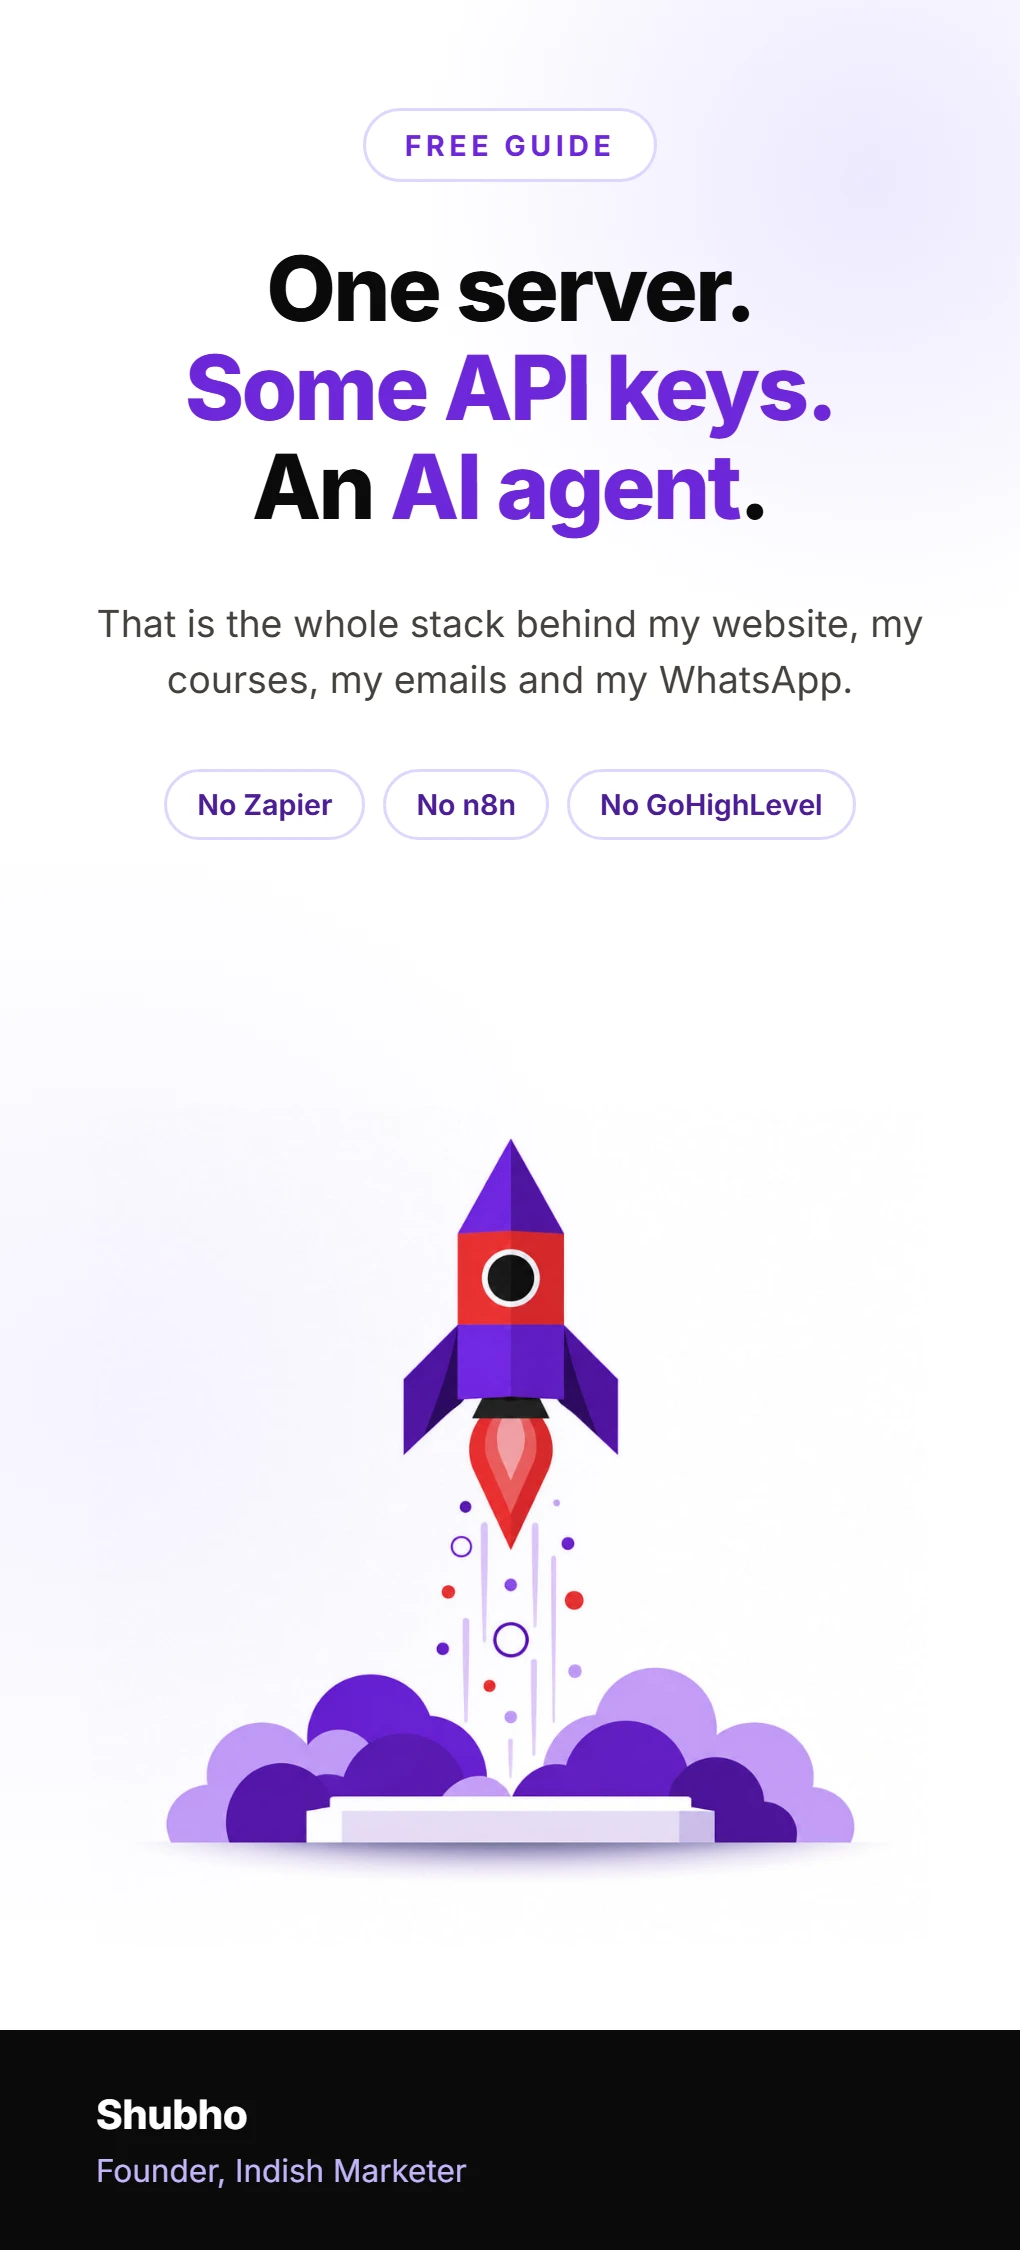 FREE GUIDE
One server.
Some API keys.
An AI agent.
That is the whole stack behind my website, my
courses, my emails and my WhatsApp.
No Zapier
No n8n
No GoHighLevel
Shubho
Founder, Indish Marketer